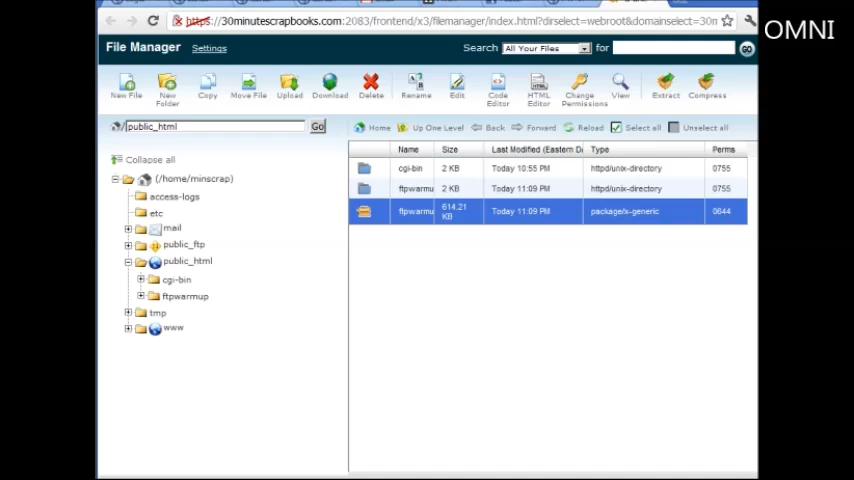 OMNI
https://30minutescrapbooks.com:2083/frontend/x3/filemanager/index.html?dirselect=webroot&domainselect=30m
File Manager Settings Search All Your Files for GO
New File New Folder Copy Move File Upload Download Delete Rename Edit Code Editor HTML Editor Change Permissions View Extract Compress
/public_html Go Home Up One Level Back Forward Reload Select all Unselect all
Collapse all
Name Size Last Modified (Eastern Da Type Perms
cgi-bin 2 KB Today 10:55 PM httpd/unix-directory 0755
ftpwarmu 2 KB Today 11:09 PM httpd/unix-directory 0755
ftpwarmu 614.21 KB Today 11:09 PM package/x-generic 0644
(/home/minscrap)
access-logs
etc
mail
public_ftp
public_html
cgi-bin
ftpwarmup
tmp
www